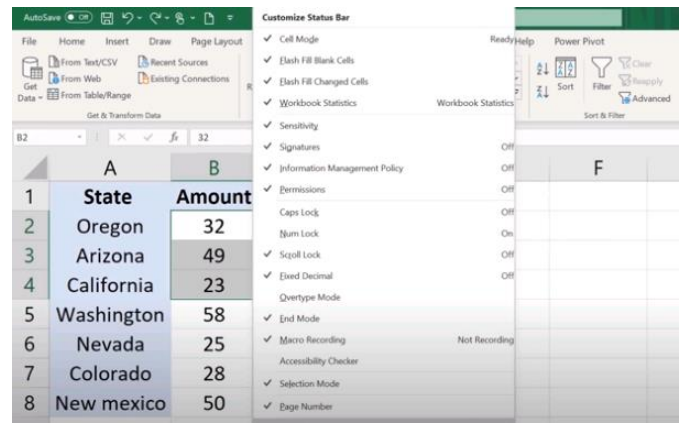 AutoSave Off
File Home Insert Draw Page Layout Help Power Pivot
Get Data
From Text/CSV
From Web
From Table/Range
Recent Sources
Existing Connections
Get & Transform Data
Sort
Filter
Clear
Reapply
Advanced
Sort & Filter
B2 fx 32
Customize Status Bar
Cell Mode Ready
Flash Fill Blank Cells
Flash Fill Changed Cells
Workbook Statistics Workbook Statistics
Sensitivity
Signatures Off
Information Management Policy Off
Permissions Off
Caps Lock Off
Num Lock On
Scroll Lock Off
Fixed Decimal Off
Overtype Mode
End Mode
Macro Recording Not Recording
Accessibility Checker
Selection Mode
Page Number
A B F
1 State Amount
2 Oregon 32
3 Arizona 49
4 California 23
5 Washington 58
6 Nevada 25
7 Colorado 28
8 New mexico 50